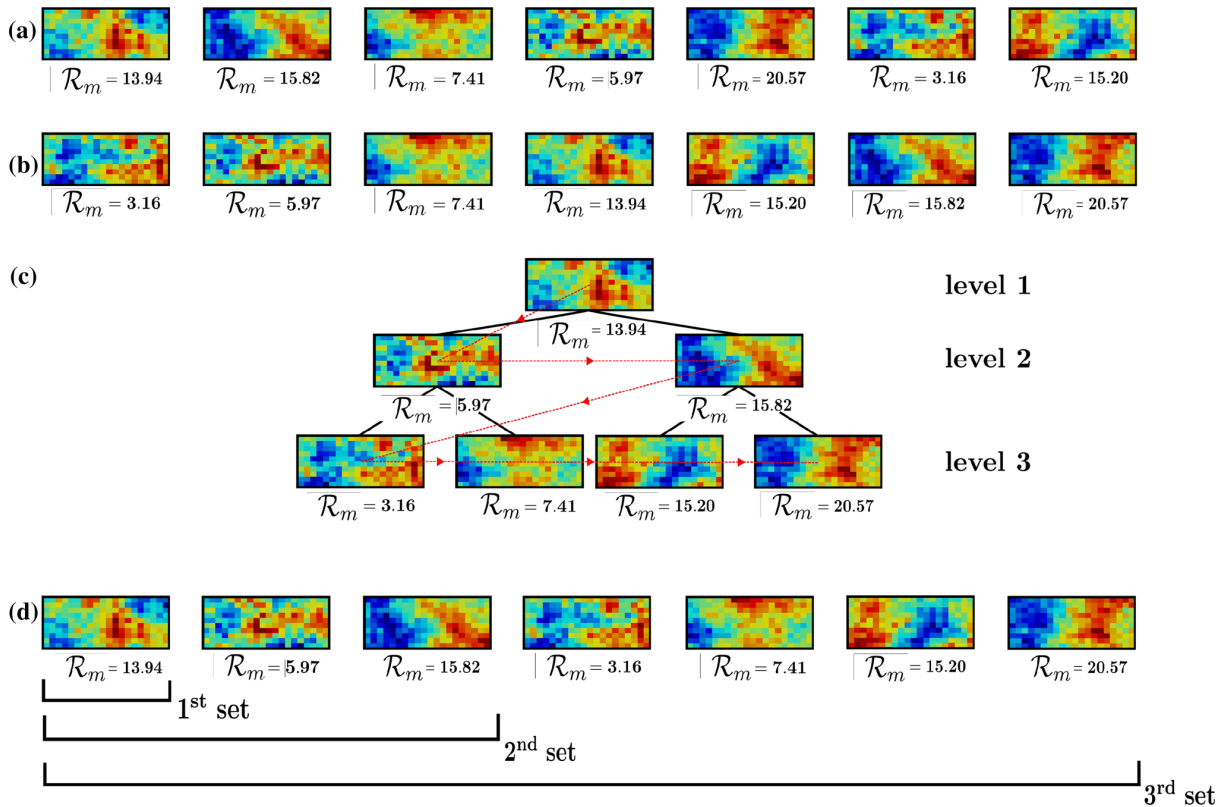 (a)
ℛm = 13.94 ℛm = 15.82 ℛm = 7.41 ℛm = 5.97 ℛm = 20.57 ℛm = 3.16 ℛm = 15.20
(b)
ℛm = 3.16 ℛm = 5.97 ℛm = 7.41 ℛm = 13.94 ℛm = 15.20 ℛm = 15.82 ℛm = 20.57
(c)
level 1
ℛm = 13.94
level 2
ℛm = 5.97 ℛm = 15.82
level 3
ℛm = 3.16 ℛm = 7.41 ℛm = 15.20 ℛm = 20.57
(d)
ℛm = 13.94 ℛm = 5.97 ℛm = 15.82 ℛm = 3.16 ℛm = 7.41 ℛm = 15.20 ℛm = 20.57
1st set
2nd set
3rd set